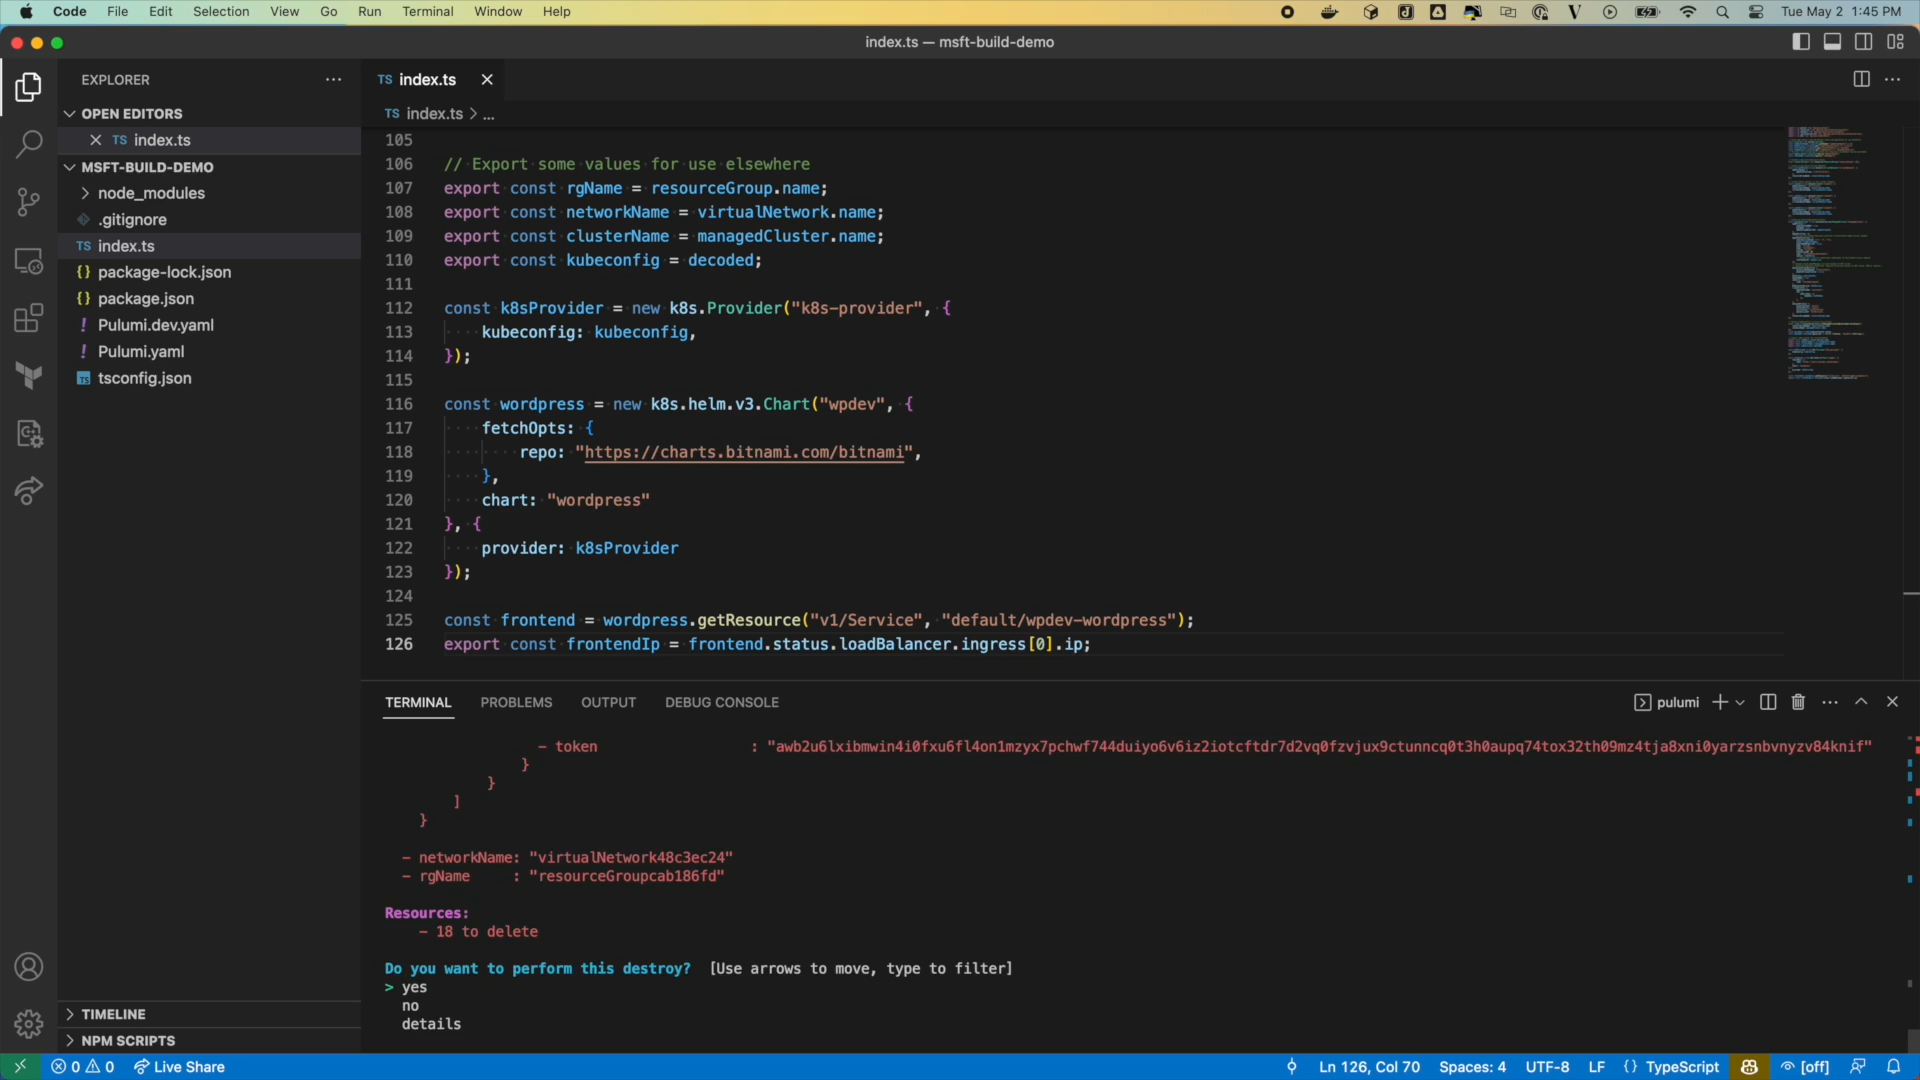 Code File Edit Selection View Go Run Terminal Window Help Tue May 2 1:45 PM
index.ts — msft-build-demo
EXPLORER
OPEN EDITORS
TS index.ts
MSFT-BUILD-DEMO
node_modules
.gitignore
TS index.ts
{} package-lock.json
{} package.json
! Pulumi.dev.yaml
! Pulumi.yaml
TS tsconfig.json
TIMELINE
NPM SCRIPTS
TS index.ts
TS index.ts > ...
105
106 // Export some values for use elsewhere
107 export const rgName = resourceGroup.name;
108 export const networkName = virtualNetwork.name;
109 export const clusterName = managedCluster.name;
110 export const kubeconfig = decoded;
111
112 const k8sProvider = new k8s.Provider("k8s-provider", {
113 kubeconfig: kubeconfig,
114 });
115
116 const wordpress = new k8s.helm.v3.Chart("wpdev", {
117 fetchOpts: {
118 repo: "https://charts.bitnami.com/bitnami",
119 },
120 chart: "wordpress"
121 }, {
122 provider: k8sProvider
123 });
124
125 const frontend = wordpress.getResource("v1/Service", "default/wpdev-wordpress");
126 export const frontendIp = frontend.status.loadBalancer.ingress[0].ip;
TERMINAL PROBLEMS OUTPUT DEBUG CONSOLE pulumi
- token : "awb2u6lxibmwin4i0fxu6fl4on1mzyx7pchwf744duiyo6v6iz2iotcftdr7d2vq0fzvjux9ctunncq0t3h0aupq74tox32th09mz4tja8xni0yarzsnbvnyzv84knif"
}
}
]
}
- networkName: "virtualNetwork48c3ec24"
- rgName : "resourceGroupcab186fd"
Resources:
- 18 to delete
Do you want to perform this destroy? [Use arrows to move, type to filter]
> yes
no
details
0 0 Live Share Ln 126, Col 70 Spaces: 4 UTF-8 LF {} TypeScript [off]